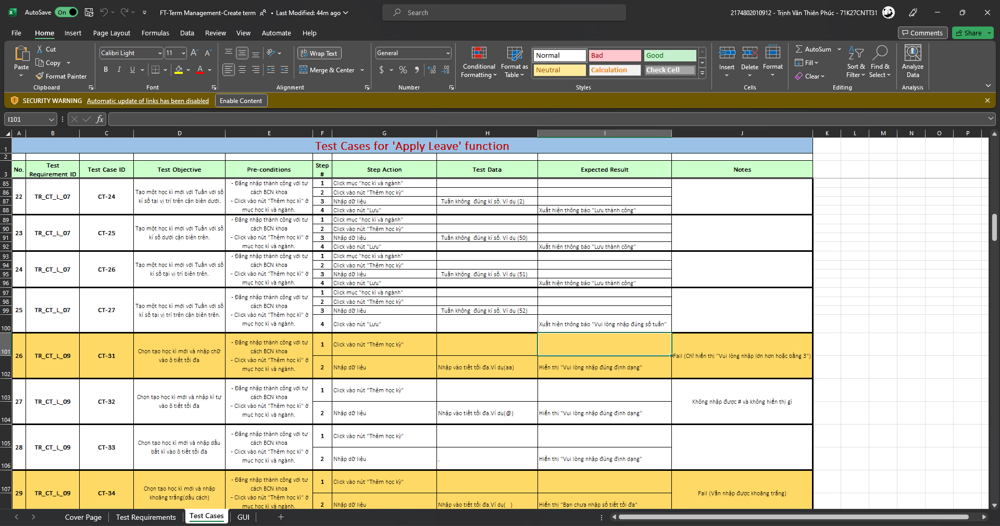 AutoSave On FT-Term Management-Create term • Last Modified: 44m ago Search 2174802010912 - Trịnh Văn Thiên Phúc - 71K27CNTT31
File Home Insert Page Layout Formulas Data Review View Automate Help Comments Share
Paste Cut Copy Format Painter Clipboard
Calibri Light 11 A A B I U A Font
ab Wrap Text Merge & Center Alignment
General $ % 9 Number
Conditional Formatting Format as Table Normal Bad Good Neutral Calculation Check Cell Styles
Insert Delete Format Cells
AutoSum Fill Clear Sort & Filter Find & Select Editing
Analyze Data Analysis
SECURITY WARNING Automatic update of links has been disabled Enable Content
I101 fx
A B C D E F G H I J K L M N O P
1 Test Cases for 'Apply Leave' function
2
3 No. Test Requirement ID Test Case ID Test Objective Pre-conditions Step # Step Action Test Data Expected Result Notes
22 TR_CT_L_07 CT-24 Tạo một học kì mới với Tuần với số kí số tại vị trí trên cận biên dưới. - Đăng nhập thành công với tư cách BCN khoa - Click vào nút "Thêm học kì" ở mục học kì và ngành.
85 1 Click mục "học kì và ngành"
86 2 Click vào nút "Thêm học kỳ"
87 3 Nhập dữ liệu Tuần không đúng kí số. Ví dụ (2)
88 4 Click vào nút "Lưu" Xuất hiện thông báo "Lưu thành công"
23 TR_CT_L_07 CT-25 Tạo một học kì mới với Tuần với số kí số dưới cận biên trên. - Đăng nhập thành công với tư cách BCN khoa - Click vào nút "Thêm học kì" ở mục học kì và ngành.
89 1 Click mục "học kì và ngành"
90 2 Click vào nút "Thêm học kỳ"
91 3 Nhập dữ liệu Tuần không đúng kí số. Ví dụ (50)
92 4 Click vào nút "Lưu" Xuất hiện thông báo "Lưu thành công"
24 TR_CT_L_07 CT-26 Tạo một học kì mới với Tuần với số kí số tại vị trí biên trên. - Đăng nhập thành công với tư cách BCN khoa - Click vào nút "Thêm học kì" ở mục học kì và ngành.
93 1 Click mục "học kì và ngành"
94 2 Click vào nút "Thêm học kỳ"
95 3 Nhập dữ liệu Tuần không đúng kí số. Ví dụ (51)
96 4 Click vào nút "Lưu" Xuất hiện thông báo "Lưu thành công"
25 TR_CT_L_07 CT-27 Tạo một học kì mới với Tuần với số kí số tại vị trí trên cận biên trên. - Đăng nhập thành công với tư cách BCN khoa - Click vào nút "Thêm học kì" ở mục học kì và ngành.
97 1 Click mục "học kì và ngành"
98 2 Click vào nút "Thêm học kỳ"
99 3 Nhập dữ liệu Tuần không đúng kí số. Ví dụ (52)
100 4 Click vào nút "Lưu" Xuất hiện thông báo "Vui lòng nhập đúng số tuần"
26 TR_CT_L_09 CT-31 Chọn tạo học kì mới và nhập chữ vào ô tiết tối đa - Đăng nhập thành công với tư cách BCN khoa - Click vào nút "Thêm học kì" ở mục học kì và ngành.
101 1 Click vào nút "Thêm học kỳ" Fail (Chỉ hiển thị "Vui lòng nhập lớn hơn hoặc bằng 3")
102 2 Nhập dữ liệu Nhập vào tiết tối đa.Ví dụ(aa) Hiển thị "Vui lòng nhập đúng định dạng"
27 TR_CT_L_09 CT-32 Chọn tạo học kì mới và nhập kí tự vào ô tiết tối đa - Đăng nhập thành công với tư cách BCN khoa - Click vào nút "Thêm học kì" ở mục học kì và ngành.
103 1 Click vào nút "Thêm học kỳ" Không nhập được # và không hiển thị gì
104 2 Nhập dữ liệu Nhập vào tiết tối đa.Ví dụ(@) Hiển thị "Vui lòng nhập đúng định dạng"
28 TR_CT_L_09 CT-33 Chọn tạo học kì mới và nhập dấu bất kì vào ô tiết tối đa - Đăng nhập thành công với tư cách BCN khoa - Click vào nút "Thêm học kì" ở mục học kì và ngành.
105 1 Click vào nút "Thêm học kỳ"
106 2 Nhập dữ liệu , Hiển thị "Vui lòng nhập đúng định dạng"
29 TR_CT_L_09 CT-34 Chọn tạo học kì mới và nhập khoảng trắng(dấu cách) - Đăng nhập thành công với tư cách BCN khoa - Click vào nút "Thêm học kì" ở mục học kì và ngành.
107 1 Click vào nút "Thêm học kỳ" Fail (Vẫn nhập được khoảng trắng)
2 Nhập dữ liệu Nhập vào tiết tối đa.Ví dụ( ) Hiển thị "Bạn chưa nhập số tiết tối đa"
Cover Page Test Requirements Test Cases GUI